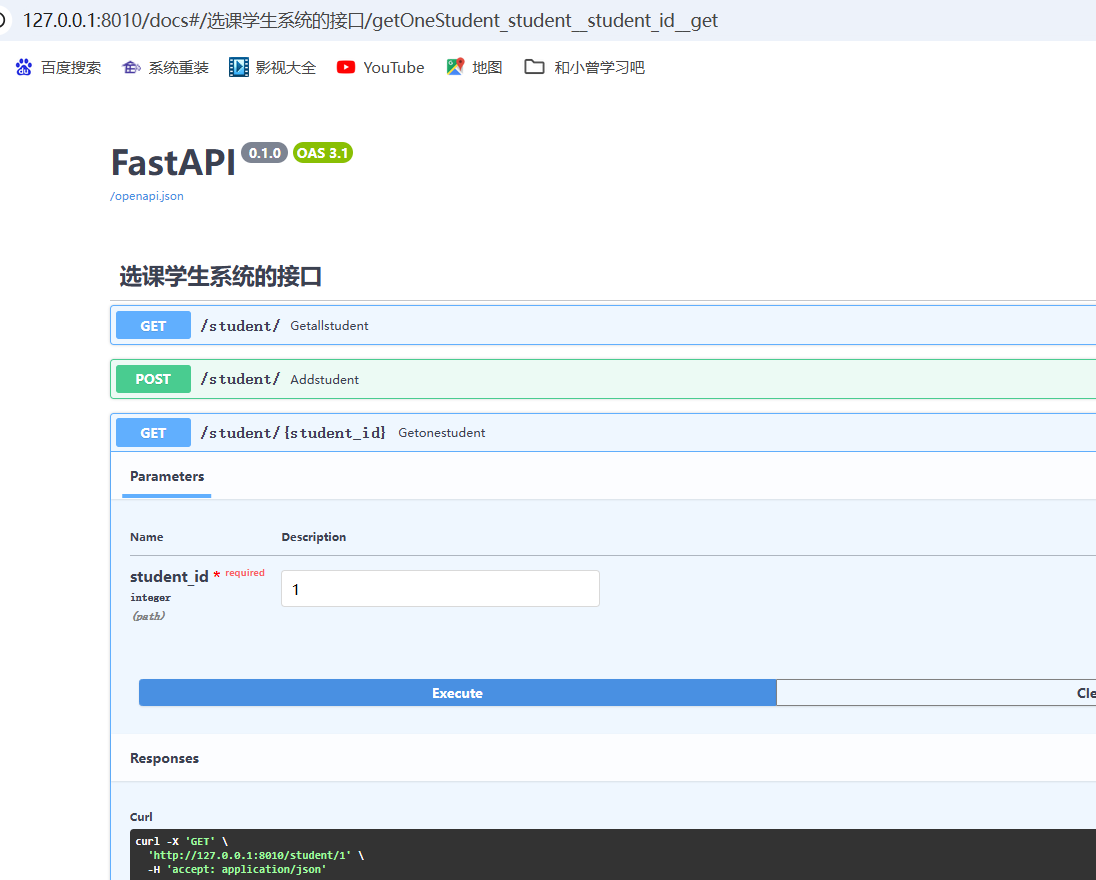 127.0.0.1:8010/docs#/选课学生系统的接口/getOneStudent_student__student_id__get
百度搜索 系统重装 影视大全 YouTube 地图 和小曾学习吧
FastAPI 0.1.0 OAS 3.1
/openapi.json
选课学生系统的接口
GET /student/ Getallstudent
POST /student/ Addstudent
GET /student/{student_id} Getonestudent
Parameters
Name Description
student_id * required
integer
(path)
1
Execute Cle
Responses
Curl
curl -X 'GET' \
'http://127.0.0.1:8010/student/1' \
-H 'accept: application/json'